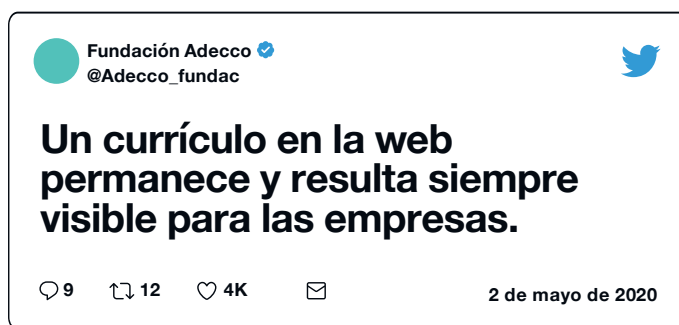 Fundación Adecco
@Adecco_fundac
Un currículo en la web
permanece y resulta siempre
visible para las empresas.
9 12 4K
2 de mayo de 2020